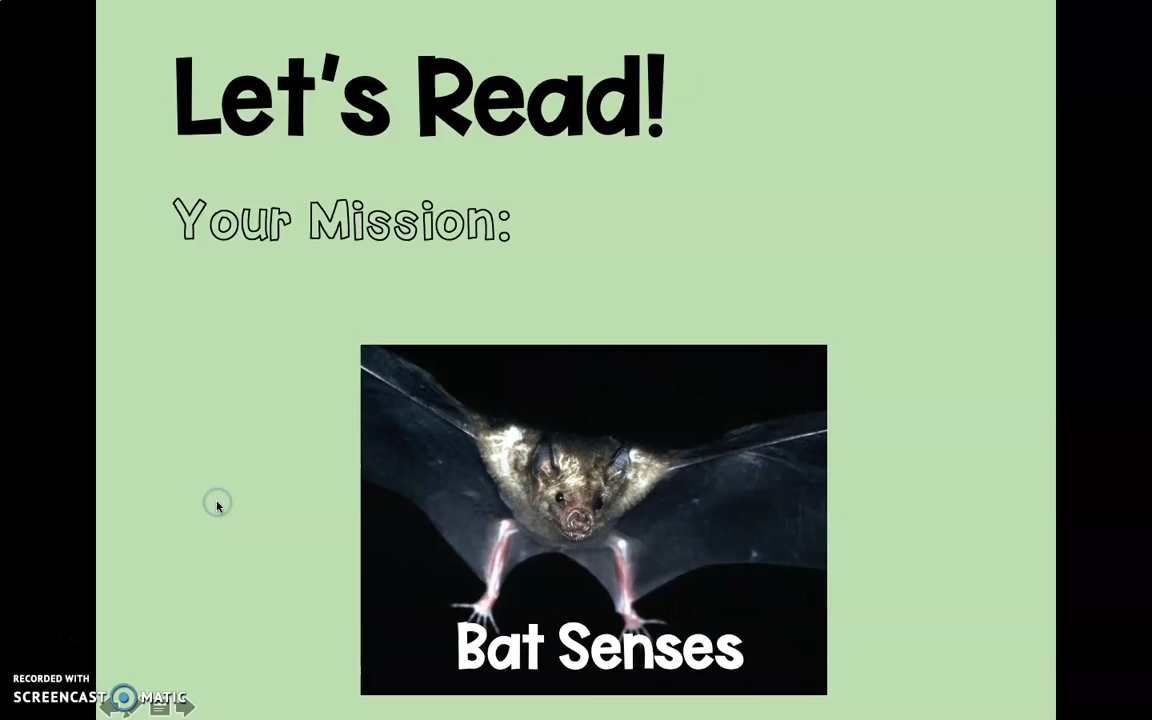 Let's Read!
Your Mission:
Bat Senses
RECORDED WITH
SCREENCAST MATIC